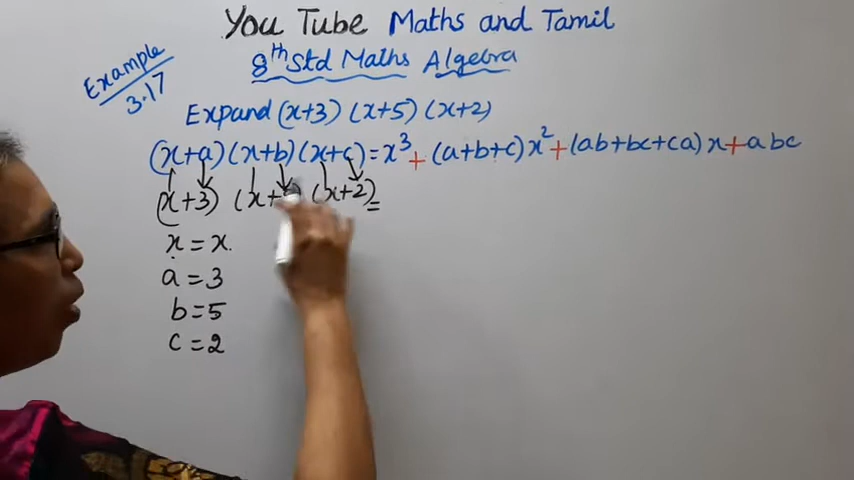 You Tube Maths and Tamil
8th Std Maths Algebra
Example 3.17
Expand (x+3) (x+5) (x+2)
(x+a)(x+b)(x+c) = x³ + (a+b+c)x² + (ab+bc+ca)x + abc
(x+3) (x+ (x+2) =
x = x
a = 3
b = 5
c = 2